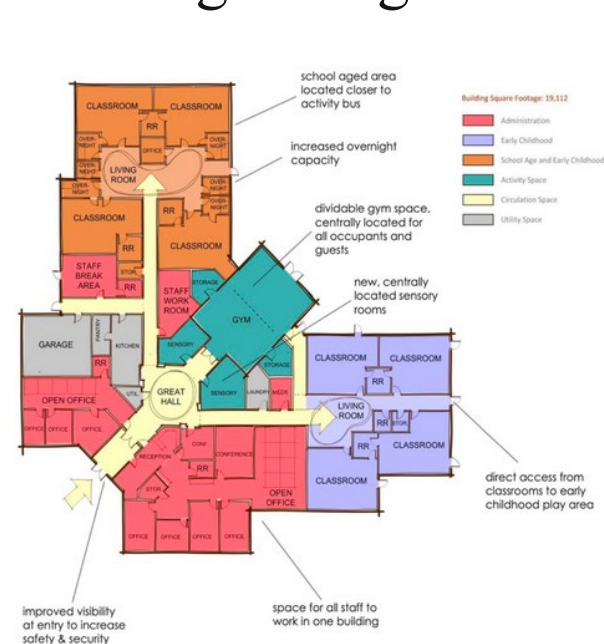 school aged area
located closer to
activity bus
Building Square Footage: 19,112
Administration
Early Childhood
School Age and Early Childhood
Activity Space
Circulation Space
Utility Space
increased overnight
capacity
dividable gym space,
centrally located for
all occupants and
guests
new, centrally
located sensory
rooms
CLASSROOM
CLASSROOM
RR
OVER-
NIGHT
OFFICE
OVER-
NIGHT
OVER-
NIGHT
LIVING
ROOM
OVER-
NIGHT
OVER-
NIGHT
OVER-
NIGHT
CLASSROOM
RR
RR
CLASSROOM
STAFF
BREAK
AREA
STOR.
RR
STAFF
WORK
ROOM
STORAGE
GYM
SENSORY
STORAGE
GARAGE
PANTRY
KITCHEN
RR
UTIL.
GREAT
HALL
SENSORY
LAUNDRY
MEDS
OPEN OFFICE
OFFICE
OFFICE
OFFICE
CLASSROOM
CLASSROOM
RR
LIVING
ROOM
RR
STOR.
RR
CLASSROOM
CLASSROOM
RECEPTION
CONF.
RR
CONFERENCE
STOR.
OPEN
OFFICE
OFFICE
OFFICE
OFFICE
OFFICE
direct access from
classrooms to early
childhood play area
improved visibility
at entry to increase
safety & security
space for all staff to
work in one building